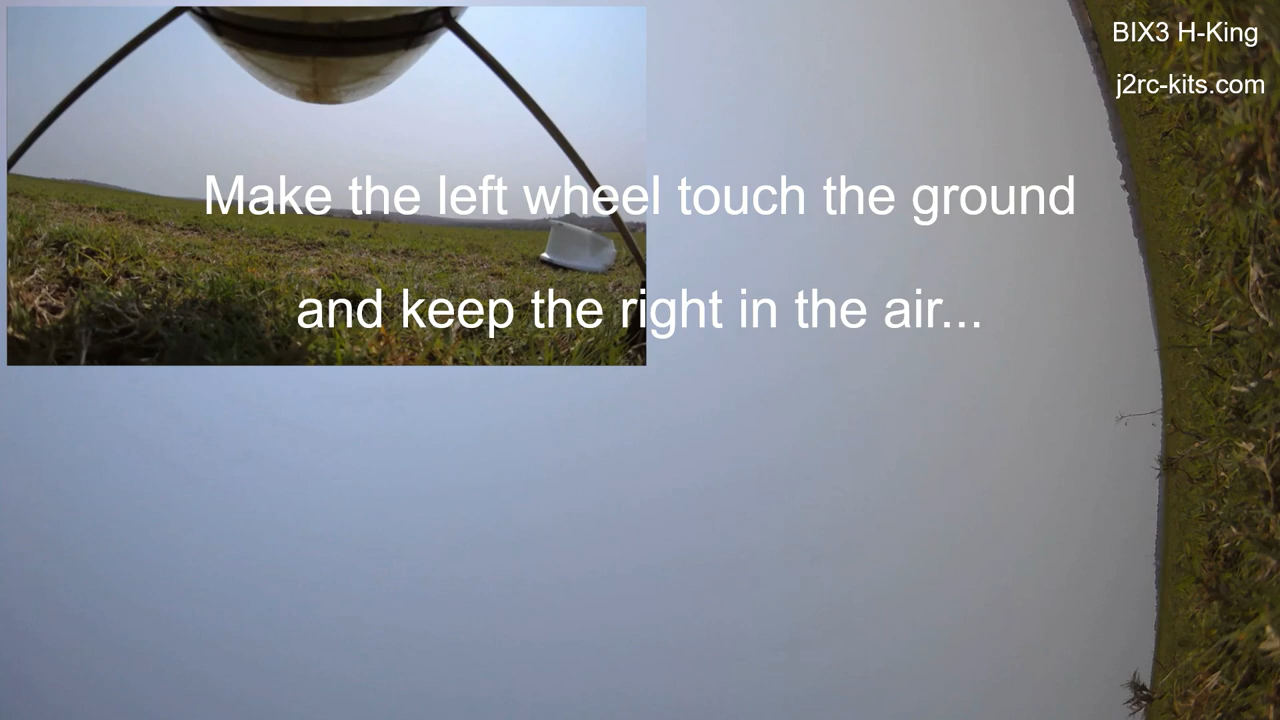 BIX3 H-King
j2rc-kits.com
Make the left wheel touch the ground
and keep the right in the air...